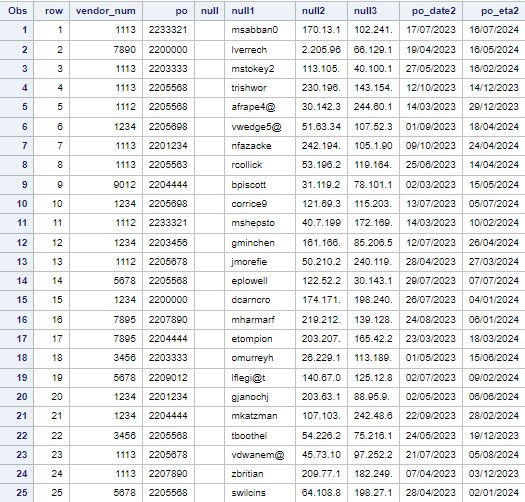 Obs row vendor_num po null null1 null2 null3 po_date2 po_eta2
1 1 1113 2233321 msabban0 170.13.1 102.241. 17/07/2023 16/07/2024
2 2 7890 2200000 lverrech 2.205.96 66.129.1 19/04/2023 16/05/2024
3 3 1113 2203333 mstokey2 113.105. 40.100.1 27/05/2023 16/02/2024
4 4 1113 2205568 trishwor 230.196. 143.154. 12/10/2023 14/12/2023
5 5 1112 2205568 afrape4@ 30.142.3 244.60.1 14/03/2023 29/12/2023
6 6 1234 2205698 vwedge5@ 51.63.34 107.52.3 01/09/2023 18/04/2024
7 7 1113 2201234 nfazacke 242.194. 105.1.90 09/10/2023 24/04/2024
8 8 1113 2205563 rcollick 53.196.2 119.164. 25/06/2023 14/04/2024
9 9 9012 2204444 bpiscott 31.119.2 78.101.1 02/03/2023 15/05/2024
10 10 1234 2205698 corrice9 121.69.3 115.203. 13/07/2023 05/07/2024
11 11 1112 2233321 mshepsto 40.7.199 172.169. 14/03/2023 10/02/2024
12 12 1234 2203456 gminchen 161.166. 85.206.5 12/07/2023 26/04/2024
13 13 1112 2205678 jmorefie 50.210.2 240.119. 28/04/2023 27/03/2024
14 14 5678 2205568 eplowell 122.52.2 30.143.1 29/07/2023 07/07/2024
15 15 1234 2200000 dcarncro 174.171. 198.240. 26/07/2023 04/01/2024
16 16 7895 2207890 mharmarf 219.212. 139.128. 24/08/2023 06/01/2024
17 17 7895 2204444 etompion 203.207. 165.42.2 23/03/2023 18/03/2024
18 18 3456 2203333 omurreyh 26.229.1 113.189. 01/05/2023 15/06/2024
19 19 5678 2209012 lflegi@t 140.67.0 125.12.8 02/07/2023 09/02/2024
20 20 1234 2201234 gjanochj 203.63.1 88.95.9. 02/05/2023 06/06/2024
21 21 1234 2204444 mkatzman 107.103. 242.48.6 22/09/2023 28/02/2024
22 22 3456 2205568 tboothel 54.226.2 75.216.1 24/05/2023 19/12/2023
23 23 1113 2205678 vdwanem@ 45.73.10 97.252.2 21/07/2023 05/08/2023
24 24 1113 2207890 zbritian 209.77.1 182.249. 07/04/2023 03/12/2023
25 25 5678 2205568 swilcins 64.108.8 198.27.1 28/04/2023 02/01/2024